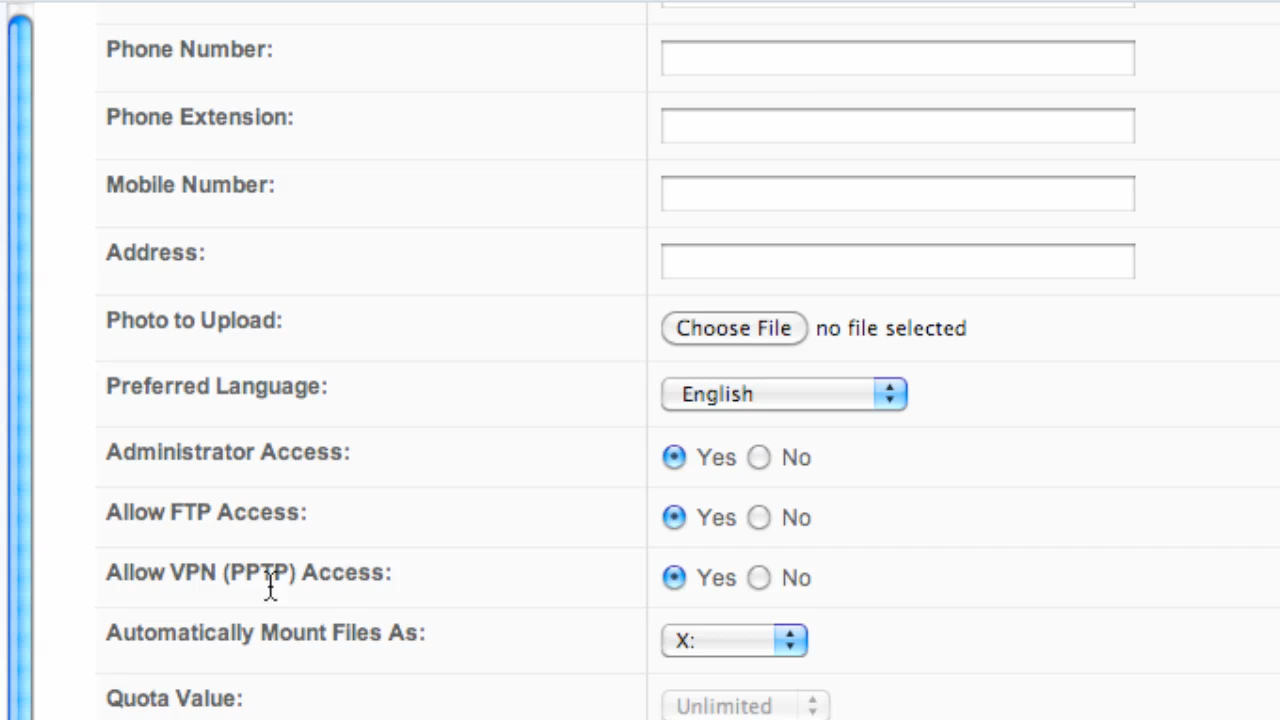 Phone Number:
Phone Extension:
Mobile Number:
Address:
Photo to Upload: Choose File no file selected
Preferred Language: English
Administrator Access: Yes No
Allow FTP Access: Yes No
Allow VPN (PPTP) Access: Yes No
Automatically Mount Files As: X:
Quota Value: Unlimited